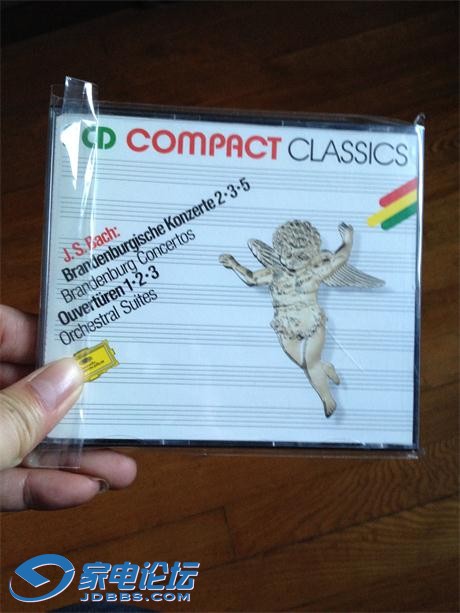 CD COMPACT CLASSICS
J.S. Bach:
Brandenburgische Konzerte 2·3·5
Brandenburg Concertos
Ouvertüren 1·2·3
Orchestral Suites
家电论坛
JDBBS.COM